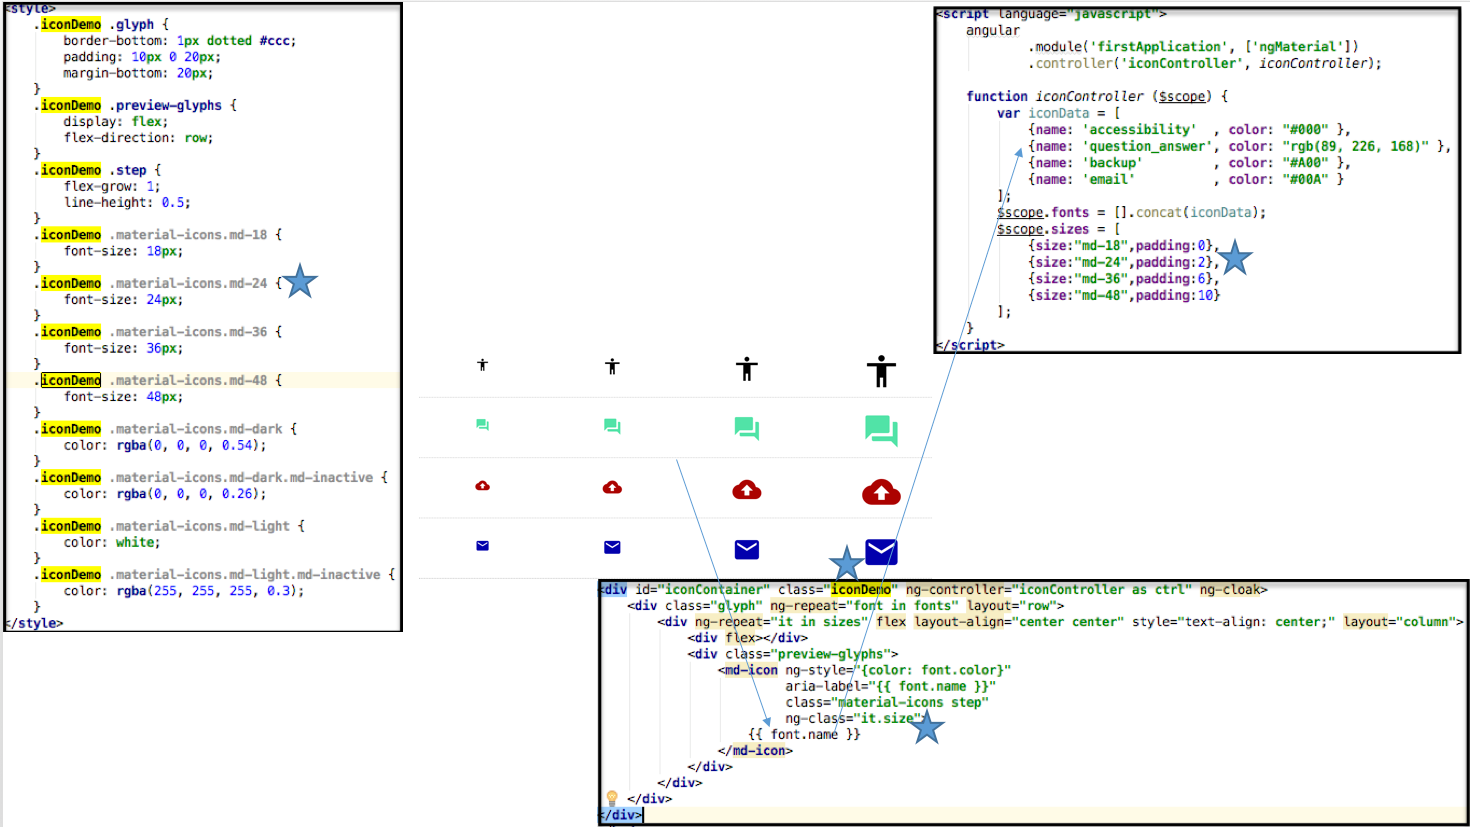 <style>
.iconDemo .glyph {
border-bottom: 1px dotted #ccc;
padding: 10px 0 20px;
margin-bottom: 20px;
}
.iconDemo .preview-glyphs {
display: flex;
flex-direction: row;
}
.iconDemo .step {
flex-grow: 1;
line-height: 0.5;
}
.iconDemo .material-icons.md-18 {
font-size: 18px;
}
.iconDemo .material-icons.md-24 {
font-size: 24px;
}
.iconDemo .material-icons.md-36 {
font-size: 36px;
}
.iconDemo .material-icons.md-48 {
font-size: 48px;
}
.iconDemo .material-icons.md-dark {
color: rgba(0, 0, 0, 0.54);
}
.iconDemo .material-icons.md-dark.md-inactive {
color: rgba(0, 0, 0, 0.26);
}
.iconDemo .material-icons.md-light {
color: white;
}
.iconDemo .material-icons.md-light.md-inactive {
color: rgba(255, 255, 255, 0.3);
}
</style>
<script language="javascript">
angular
.module('firstApplication', ['ngMaterial'])
.controller('iconController', iconController);
function iconController ($scope) {
var iconData = [
{name: 'accessibility' , color: "#000" },
{name: 'question_answer', color: "rgb(89, 226, 168)" },
{name: 'backup' , color: "#A00" },
{name: 'email' , color: "#00A" }
];
$scope.fonts = [].concat(iconData);
$scope.sizes = [
{size:"md-18",padding:0},
{size:"md-24",padding:2},
{size:"md-36",padding:6},
{size:"md-48",padding:10}
];
}
</script>
<div id="iconContainer" class="iconDemo" ng-controller="iconController as ctrl" ng-cloak>
<div class="glyph" ng-repeat="font in fonts" layout="row">
<div ng-repeat="it in sizes" flex layout-align="center center" style="text-align: center;" layout="column">
<div flex></div>
<div class="preview-glyphs">
<md-icon ng-style="{color: font.color}"
aria-label="{{ font.name }}"
class="material-icons step"
ng-class="it.size">
{{ font.name }}
</md-icon>
</div>
</div>
</div>
</div>